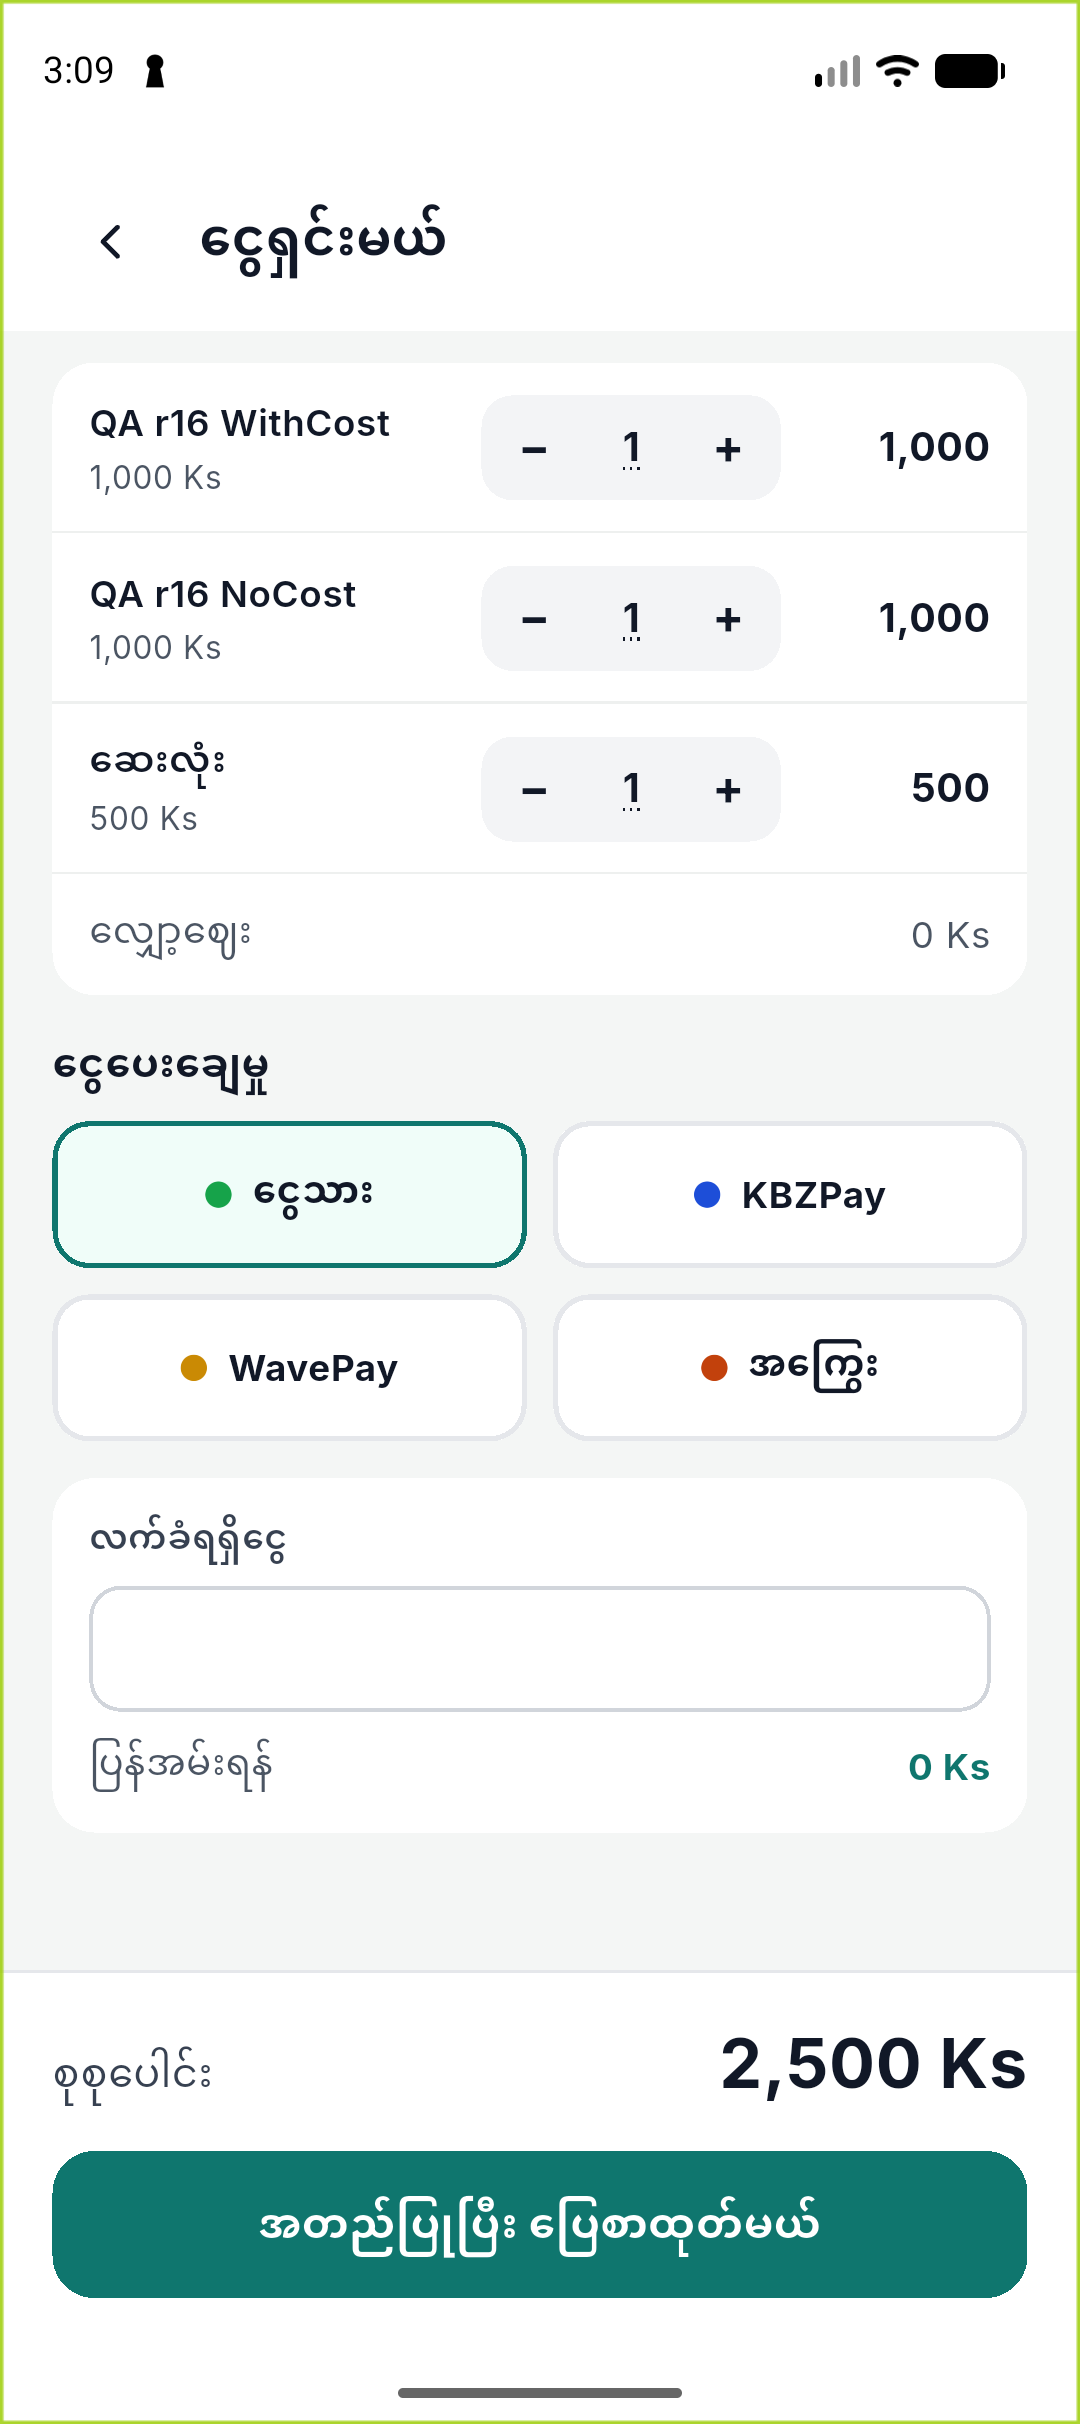 3:09
ငွေရှင်းမယ်
QA r16 WithCost
1,000 Ks
− 1 +
1,000
QA r16 NoCost
1,000 Ks
− 1 +
1,000
ဆေးလုံး
500 Ks
− 1 +
500
လျှော့ဈေး
0 Ks
ငွေပေးချေမှု
ငွေသား
KBZPay
WavePay
အကြွေး
လက်ခံရရှိငွေ
ပြန်အမ်းရန်
0 Ks
စုစုပေါင်း
2,500 Ks
အတည်ပြုပြီး ပြေစာထုတ်မယ်